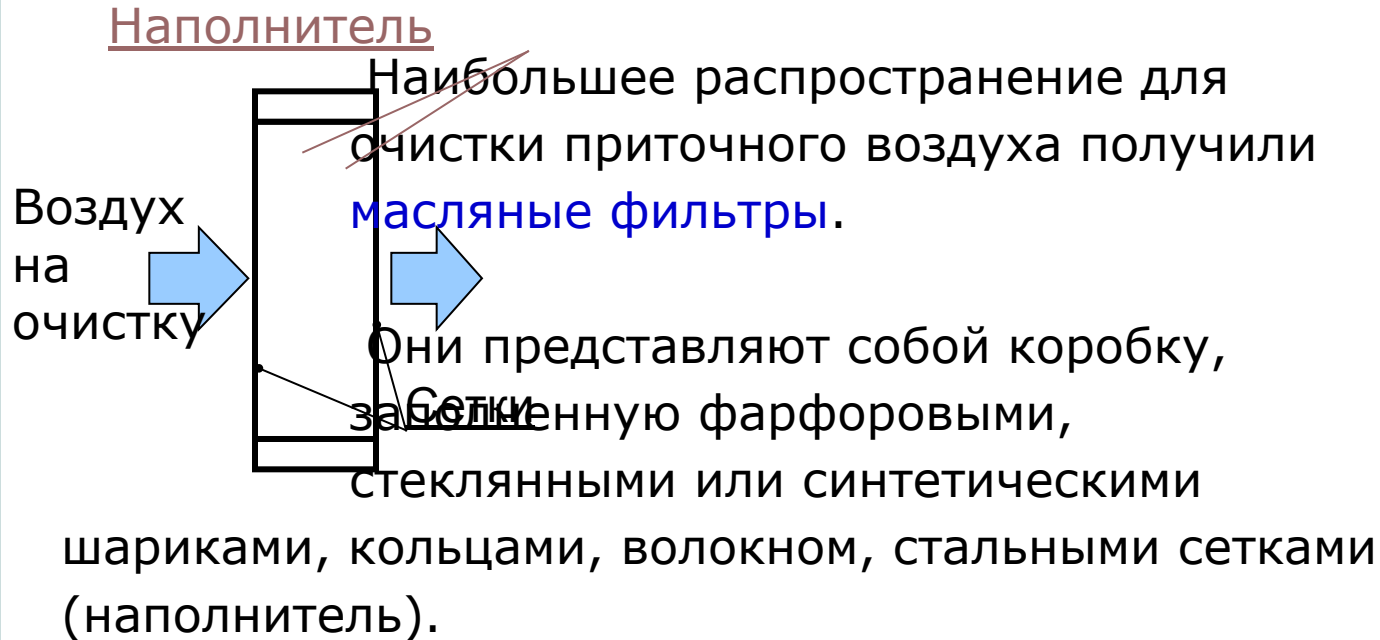 Наполнитель
Наибольшее распространение для
очистки приточного воздуха получили
масляные фильтры.
Воздух
на
очистку
Они представляют собой коробку,
Сетки
заполненную фарфоровыми,
стеклянными или синтетическими
шариками, кольцами, волокном, стальными сетками
(наполнитель).